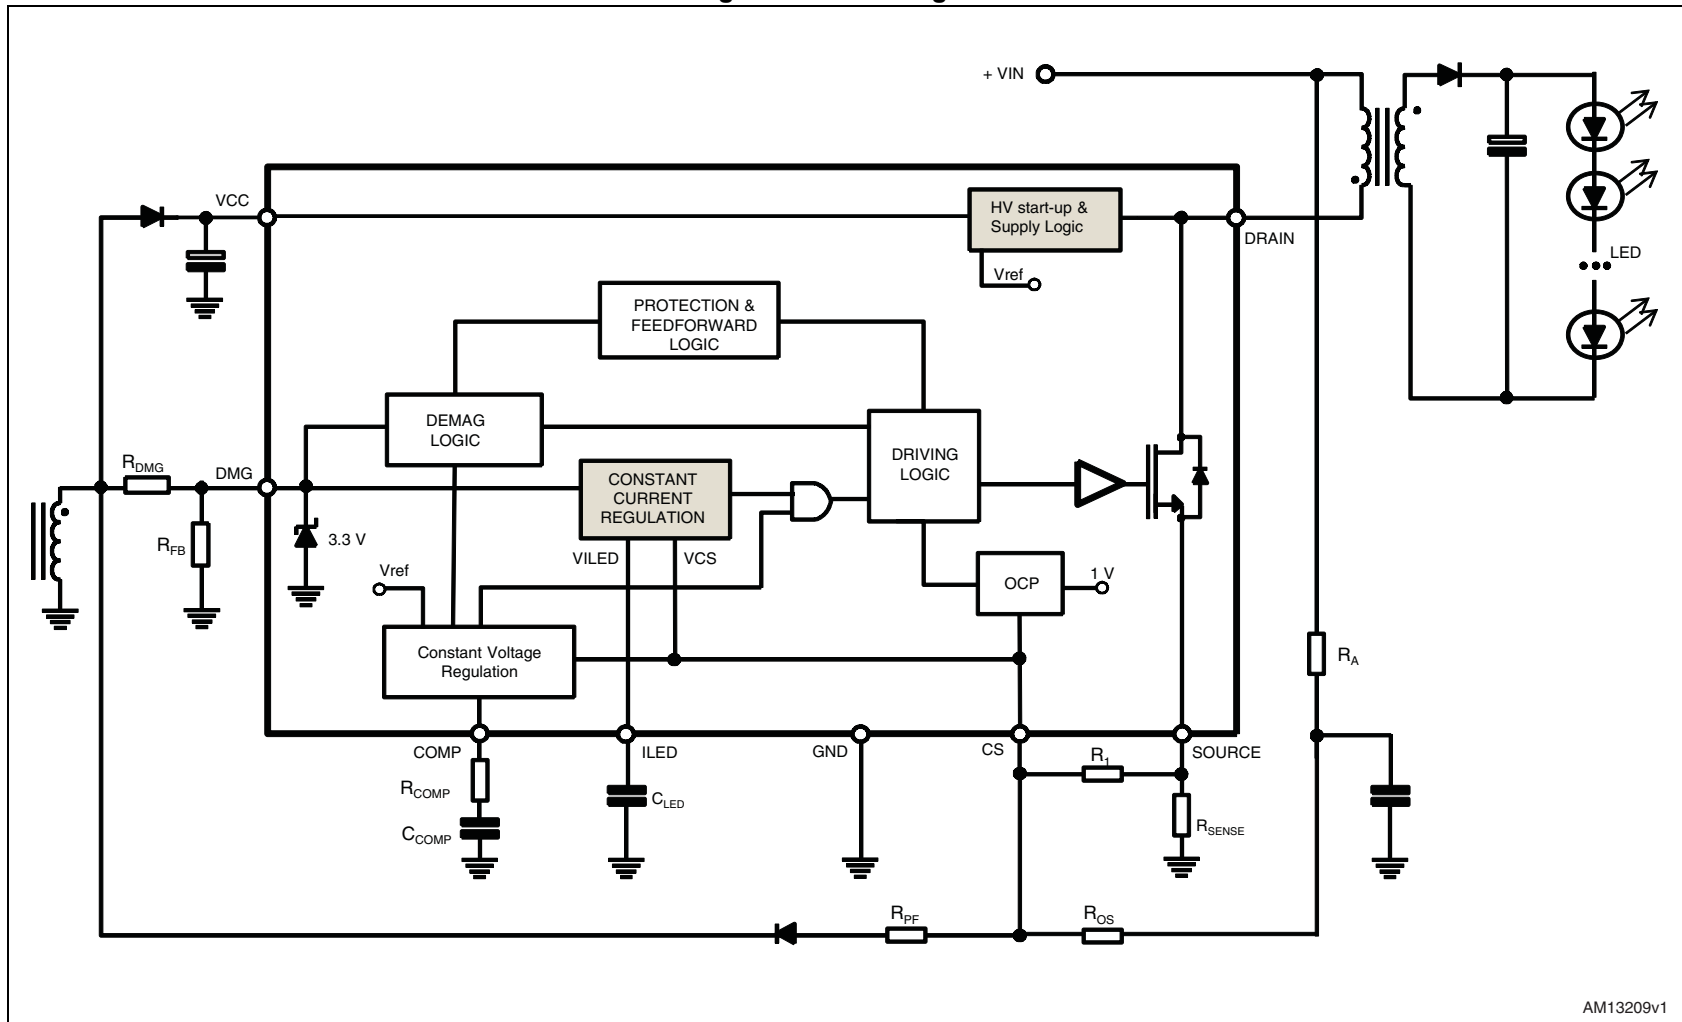 + VIN
VCC
HV start-up &
Supply Logic
DRAIN
Vref
LED
PROTECTION &
FEEDFORWARD
LOGIC
DEMAG
LOGIC
DRIVING
LOGIC
RDMG
DMG
CONSTANT
CURRENT
REGULATION
RFB
3.3 V
VILED
VCS
Vref
OCP
1 V
Constant Voltage
Regulation
RA
COMP
ILED
GND
CS
SOURCE
R1
RCOMP
CLED
RSENSE
CCOMP
RPF
ROS
AM13209v1